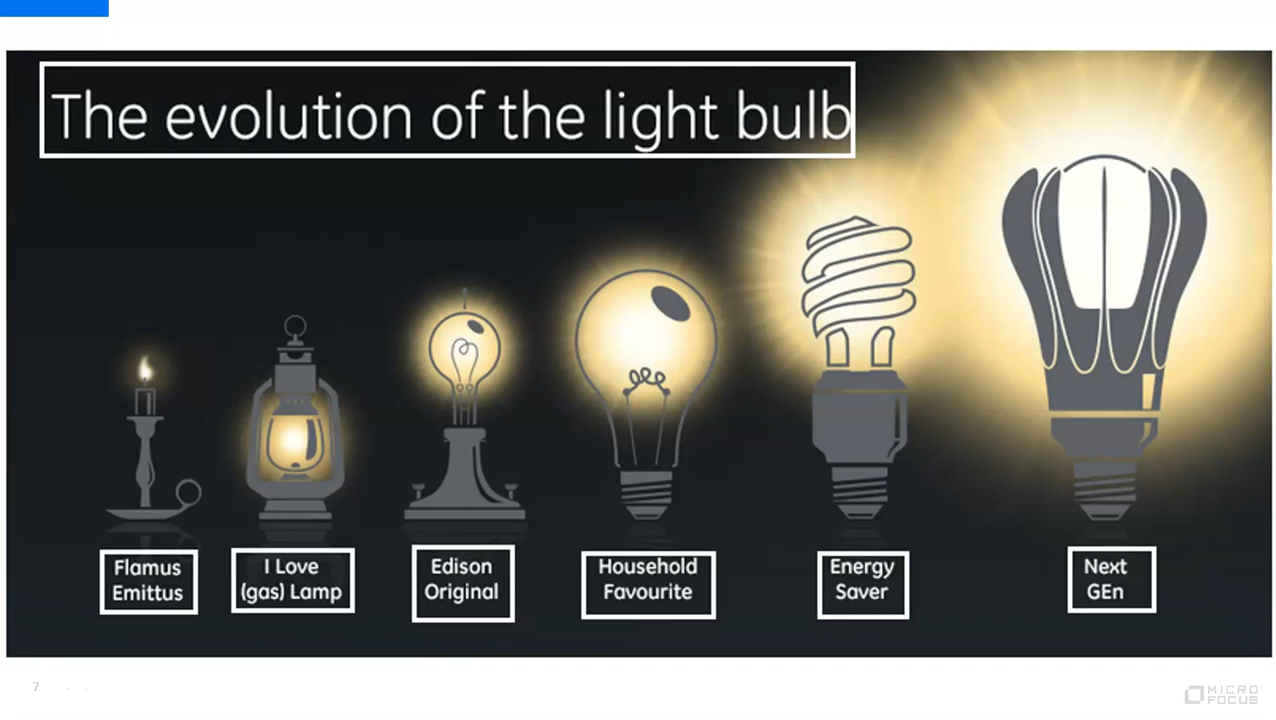 The evolution of the light bulb
Flamus
Emittus
I Love
(gas) Lamp
Edison
Original
Household
Favourite
Energy
Saver
Next
GEn
7
MICRO
FOCUS